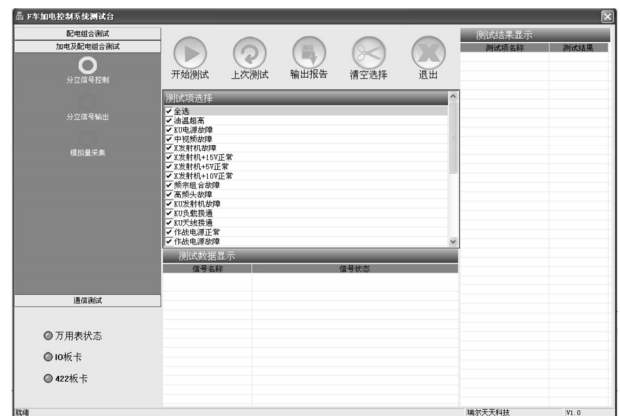 F车加电控制系统测试台
配电组合测试
加电及配电组合测试
分立信号控制
分立信号输出
模拟量采集
通信测试
万用表状态
IO板卡
422板卡
开始测试 上次测试 输出报告 清空选择 退出
测试项选择
全选
油温超高
KU电源故障
中视频故障
X发射机故障
X发射机+15V正常
X发射机+5V正常
X发射机+10V正常
频综组合故障
高频头故障
KU发射机故障
KU负载接通
KU天线接通
作战电源正常
作战电源故障
测试数据显示
信号名称 信号状态
测试结果显示
测试项名称 测试结果
就绪 瑞尔天天科技 V1.0